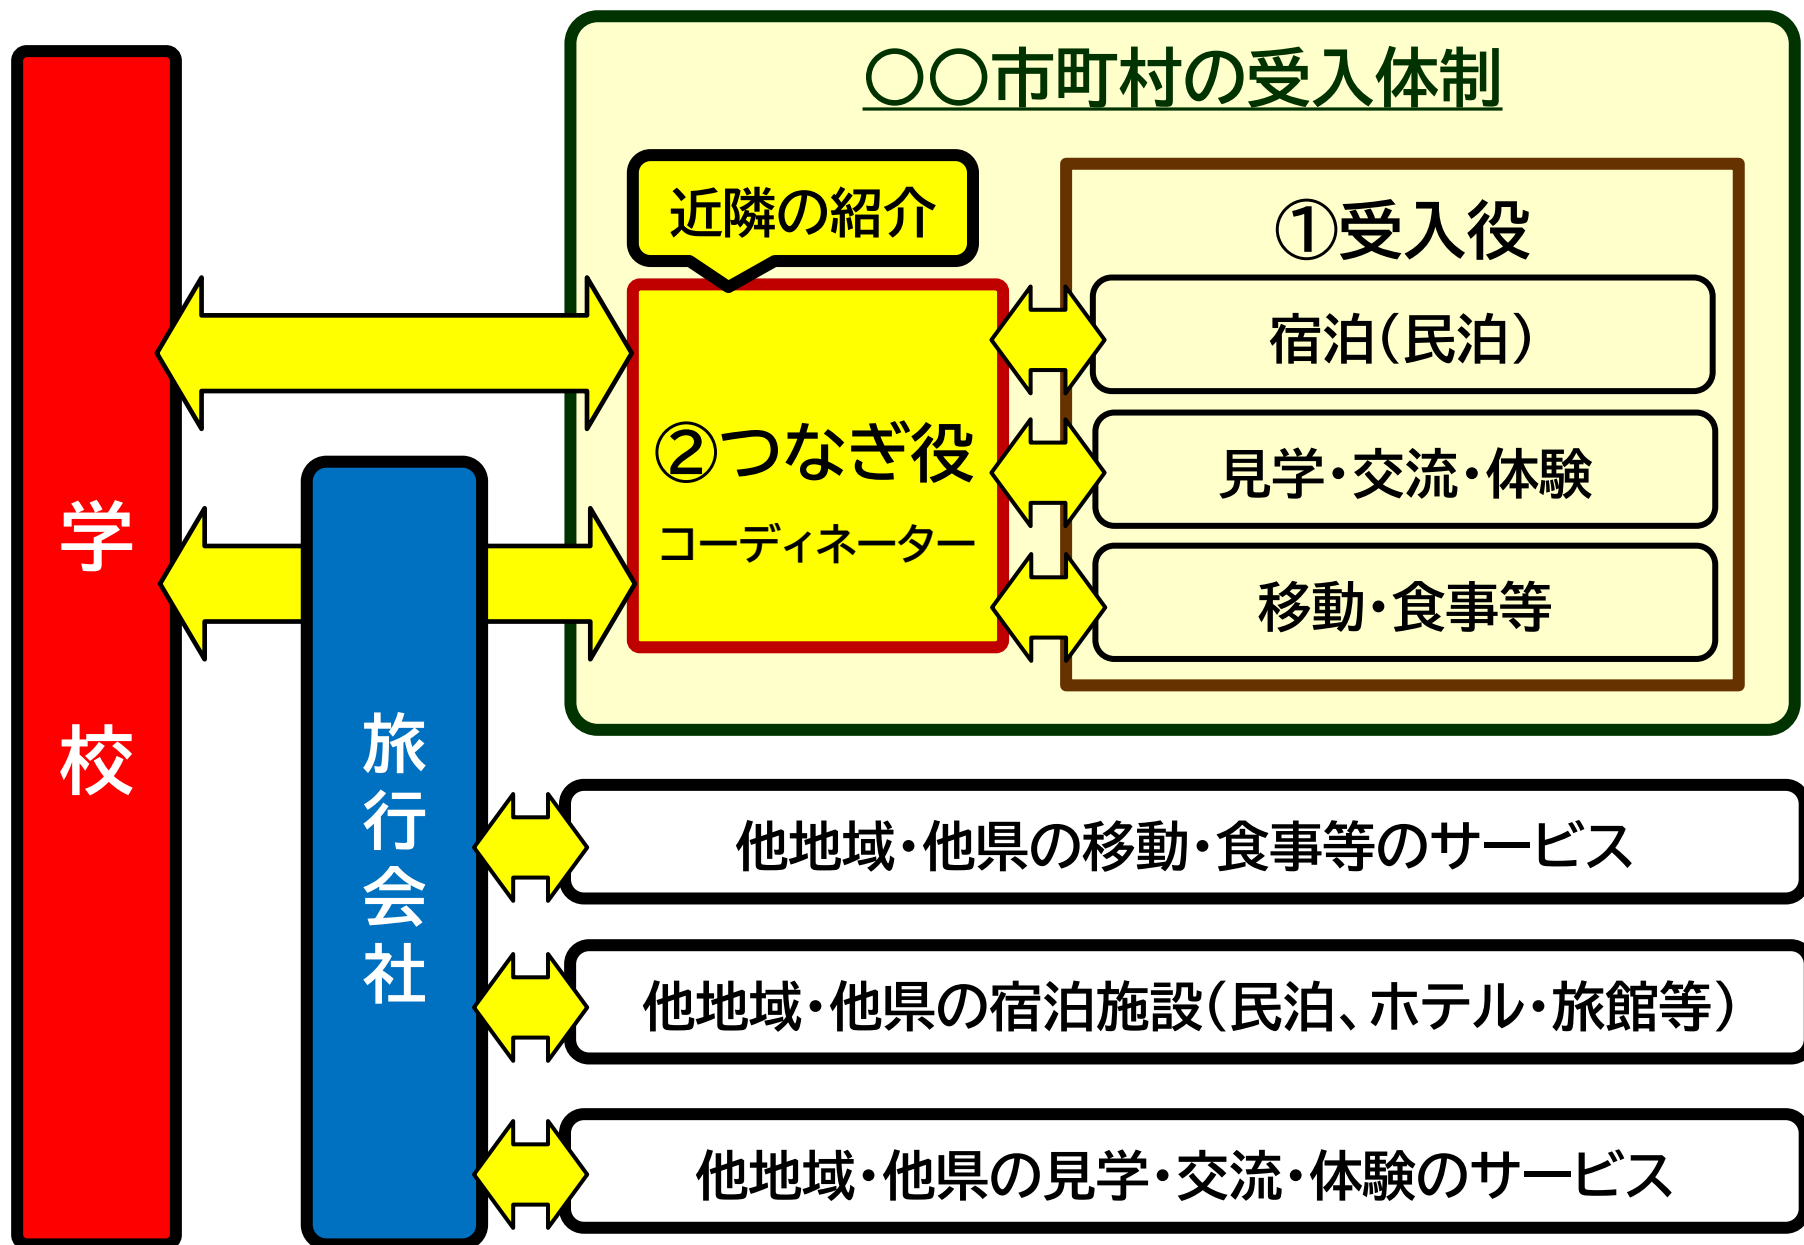 〇〇市町村の受入体制
近隣の紹介
①受入役
宿泊(民泊)
②つなぎ役
コーディネーター
見学・交流・体験
移動・食事等
学校
旅行会社
他地域・他県の移動・食事等のサービス
他地域・他県の宿泊施設(民泊、ホテル・旅館等)
他地域・他県の見学・交流・体験のサービス